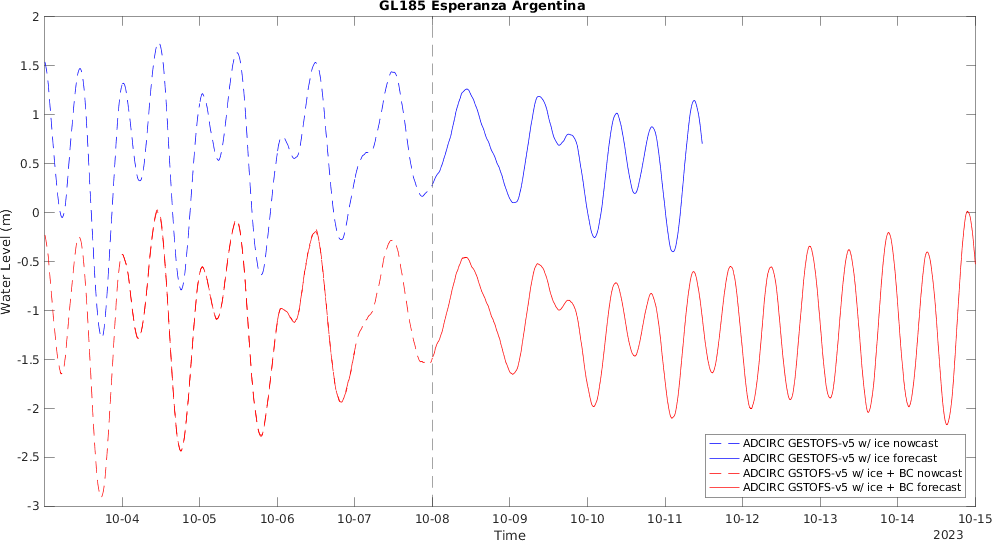 GL185 Esperanza Argentina
Water Level (m)
2
1.5
1
0.5
0
-0.5
-1
-1.5
-2
-2.5
-3
ADCIRC GESTOFS-v5 w/ ice nowcast
ADCIRC GESTOFS-v5 w/ ice forecast
ADCIRC GSTOFS-v5 w/ ice + BC nowcast
ADCIRC GSTOFS-v5 w/ ice + BC forecast
10-04 10-05 10-06 10-07 10-08 10-09 10-10 10-11 10-12 10-13 10-14 10-15
Time
2023